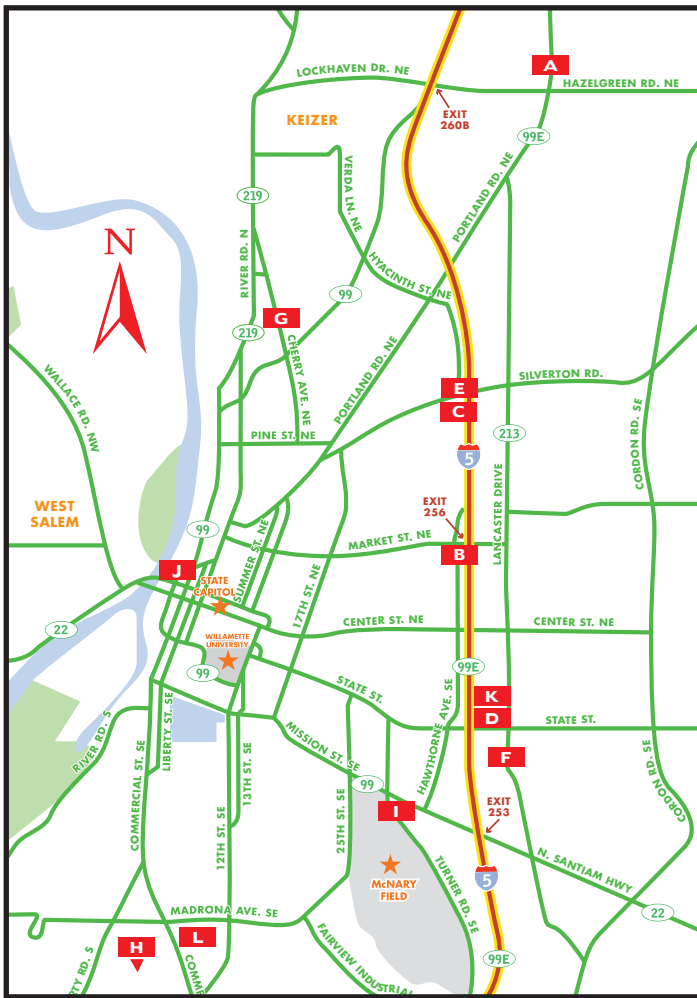 LOCKHAVEN DR. NE
A
HAZELGREEN RD. NE
KEIZER
EXIT
260B
99E
VERDA LN. NE
PORTLAND RD. NE
219
RIVER RD. N
N
HYACINTH ST. NE
99
G
219
CHERRY AVE. NE
PORTLAND RD. NE
WALLACE RD. NW
SILVERTON RD.
E
C
CORDON RD. SE
PINE ST. NE
213
5
LANCASTER DRIVE
WEST
SALEM
EXIT
256
99
SUMMER ST. NE
MARKET ST. NE
B
J
STATE
CAPITOL
17TH ST. NE
CENTER ST. NE
CENTER ST. NE
22
WILLAMETTE
UNIVERSITY
99
99E
STATE ST.
K
D
STATE ST.
HAWTHORNE AVE. SE
RIVER RD. S
LIBERTY ST. SE
MISSION ST. SE
COMMERCIAL ST. SE
13TH ST. SE
F
CORDON RD. SE
99
12TH ST. SE
25TH ST. SE
I
EXIT
253
N. SANTIAM HWY
McNARY
FIELD
TURNER RD. SE
5
22
MADRONA AVE. SE
L
H
FAIRVIEW INDUSTRIAL
99E
RTY RD. S
COMME